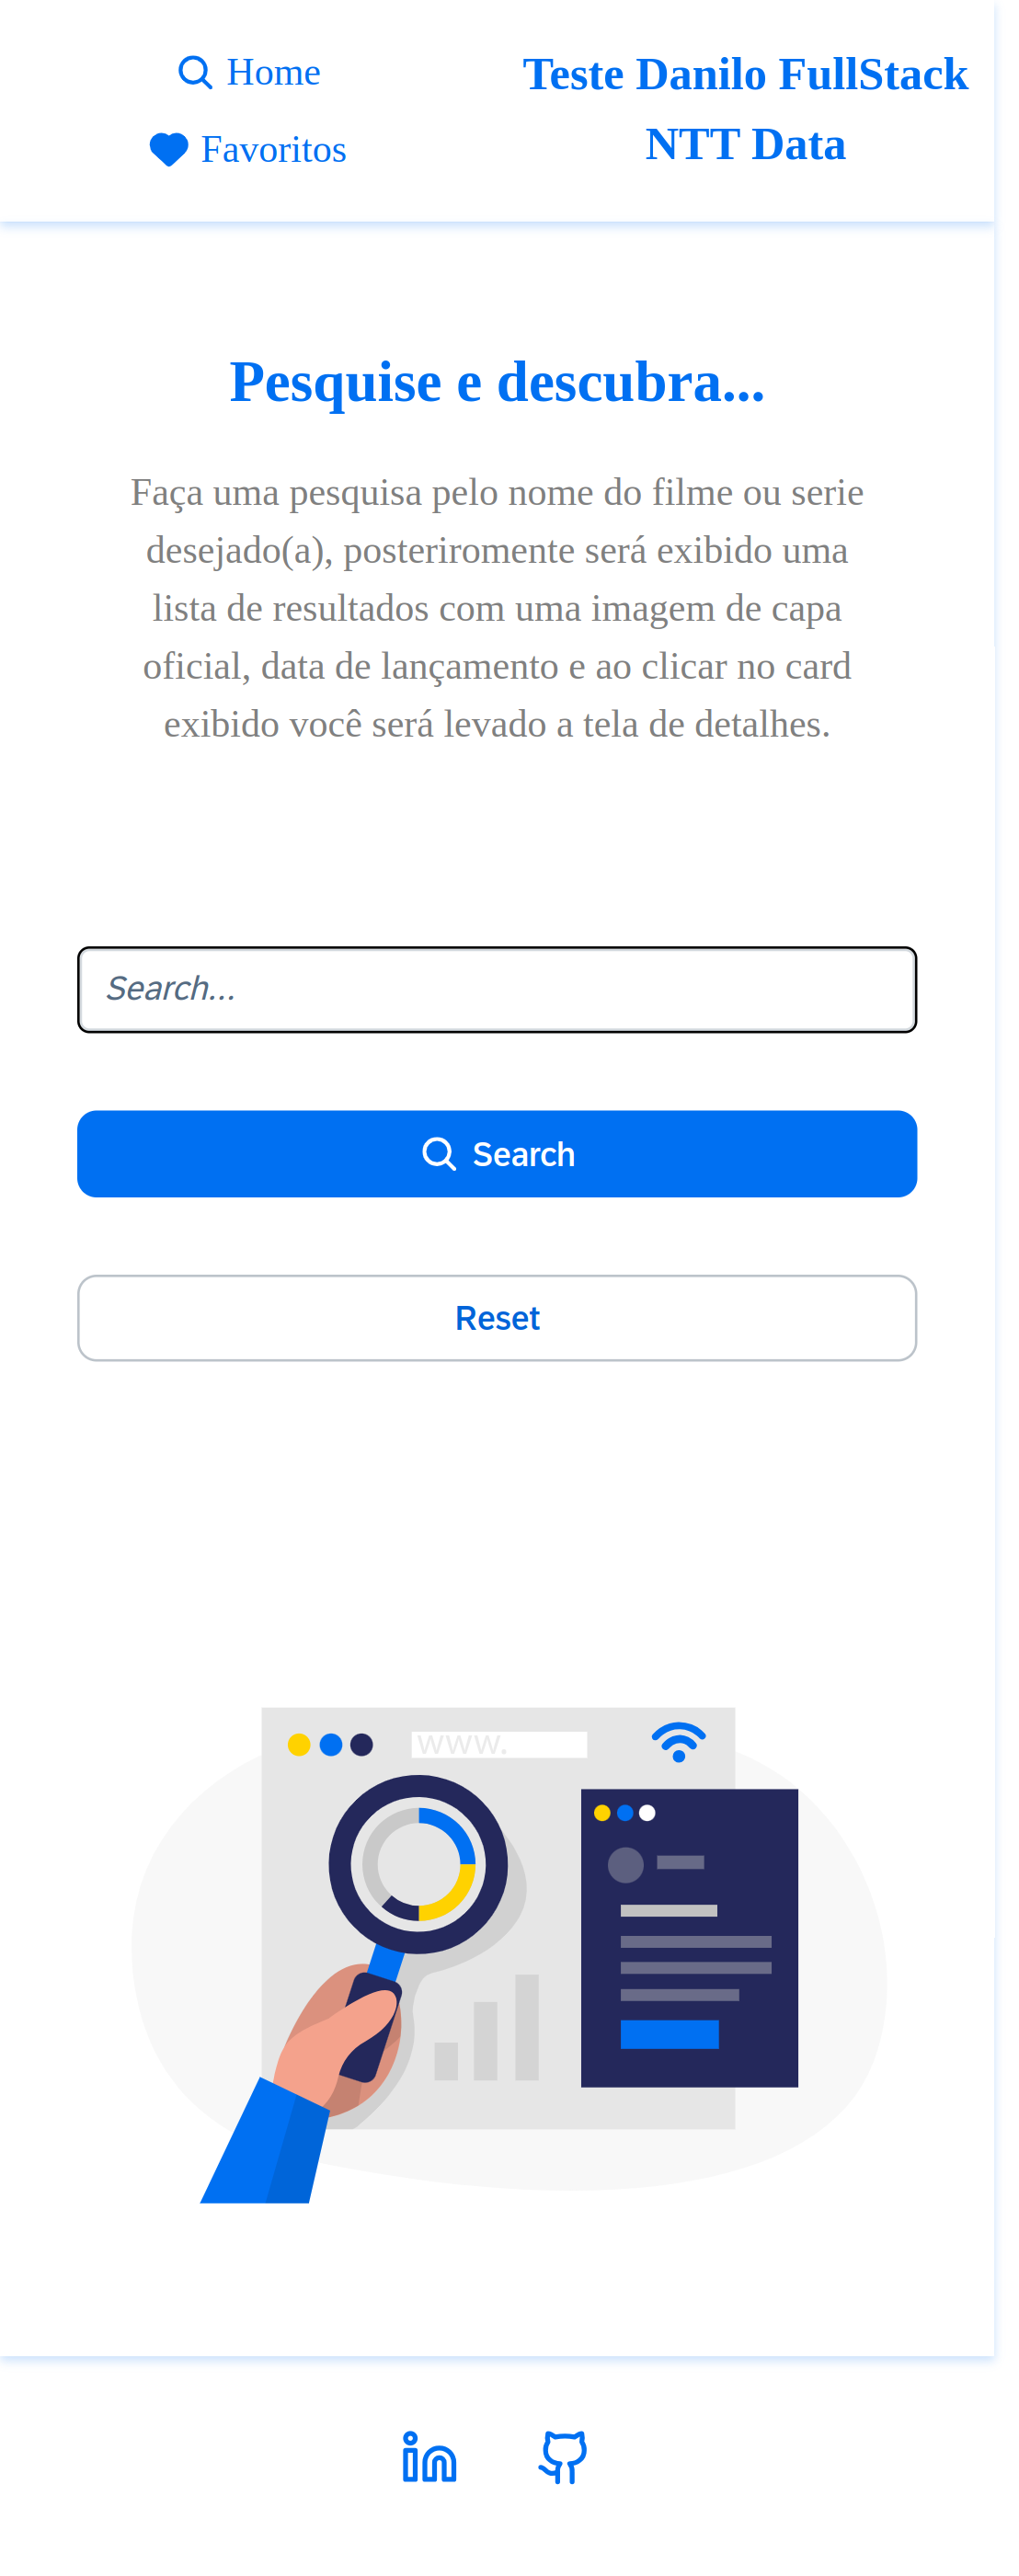 Home
Favoritos
Teste Danilo FullStack
NTT Data
Pesquise e descubra...
Faça uma pesquisa pelo nome do filme ou serie
desejado(a), posteriromente será exibido uma
lista de resultados com uma imagem de capa
oficial, data de lançamento e ao clicar no card
exibido você será levado a tela de detalhes.
Search...
Search
Reset
www.